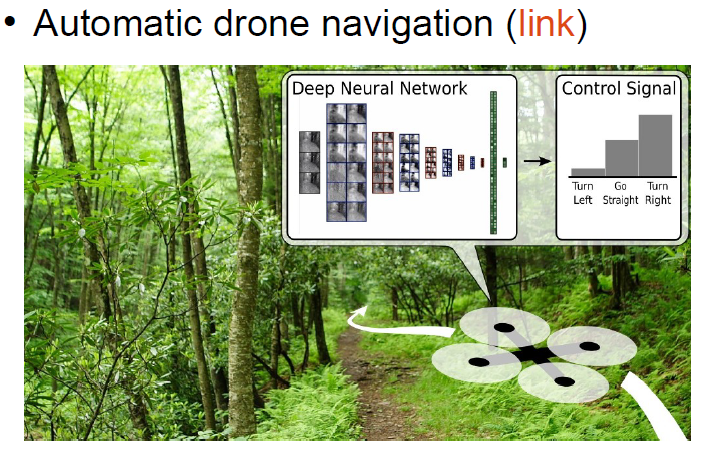 • Automatic drone navigation (link)
Deep Neural Network
Control Signal
Turn Left
Go Straight
Turn Right